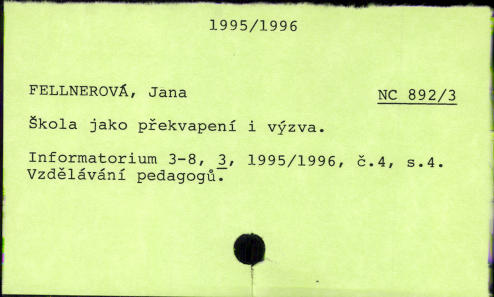 1995/1996
FELLNEROVÁ, Jana NC 892/3
Škola jako překvapení i výzva.
Informatorium 3-8, 3, 1995/1996, č.4, s.4.
Vzdělávání pedagogů.